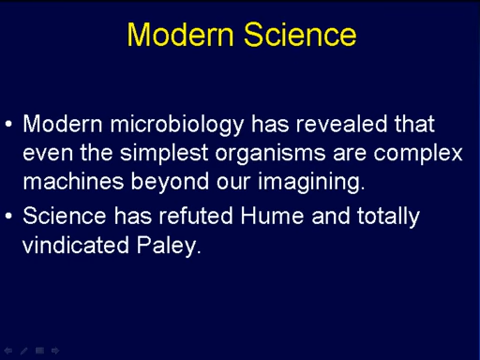 Modern Science
• Modern microbiology has revealed that
even the simplest organisms are complex
machines beyond our imagining.
• Science has refuted Hume and totally
vindicated Paley.